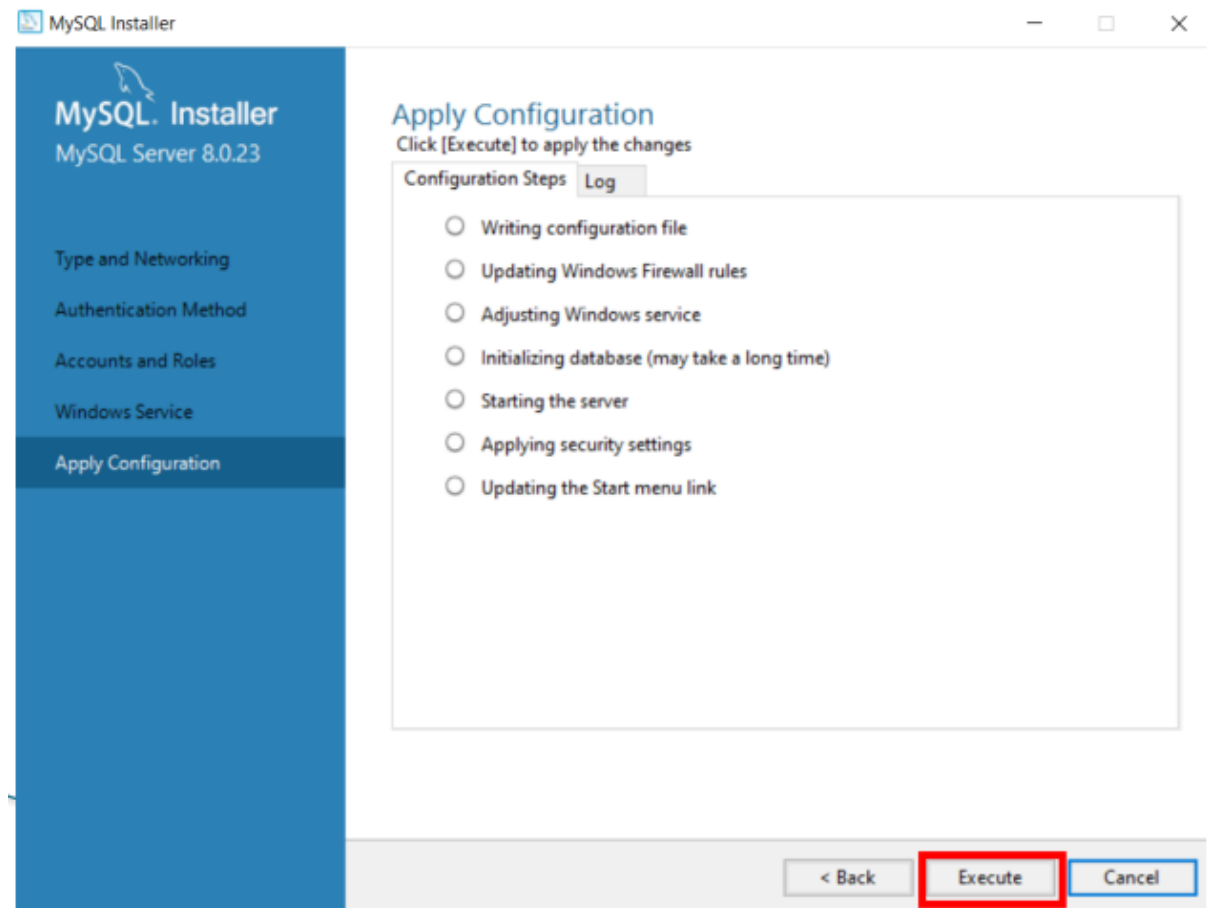 MySQL Installer
MySQL. Installer
MySQL Server 8.0.23
Type and Networking
Authentication Method
Accounts and Roles
Windows Service
Apply Configuration
Apply Configuration
Click [Execute] to apply the changes
Configuration Steps Log
Writing configuration file
Updating Windows Firewall rules
Adjusting Windows service
Initializing database (may take a long time)
Starting the server
Applying security settings
Updating the Start menu link
< Back Execute Cancel